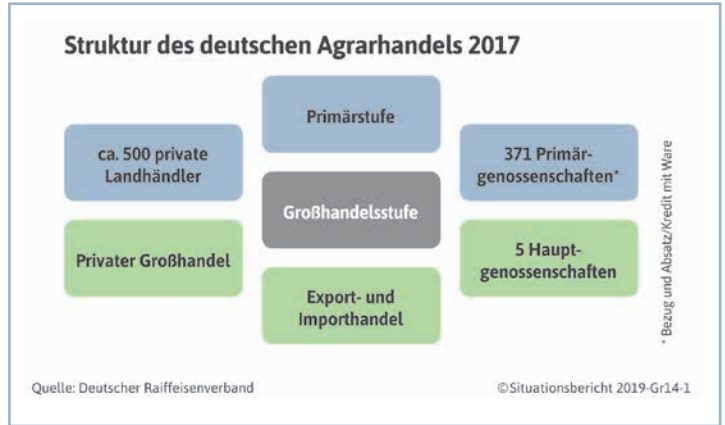 Struktur des deutschen Agrarhandels 2017
Primärstufe
ca. 500 private
Landhändler
371 Primär-
genossenschaften*
Großhandelsstufe
Privater Großhandel
5 Haupt-
genossenschaften
Export- und
Importhandel
* Bezug und Absatz/Kredit mit Ware
Quelle: Deutscher Raiffeisenverband
©Situationsbericht 2019-Gr14-1